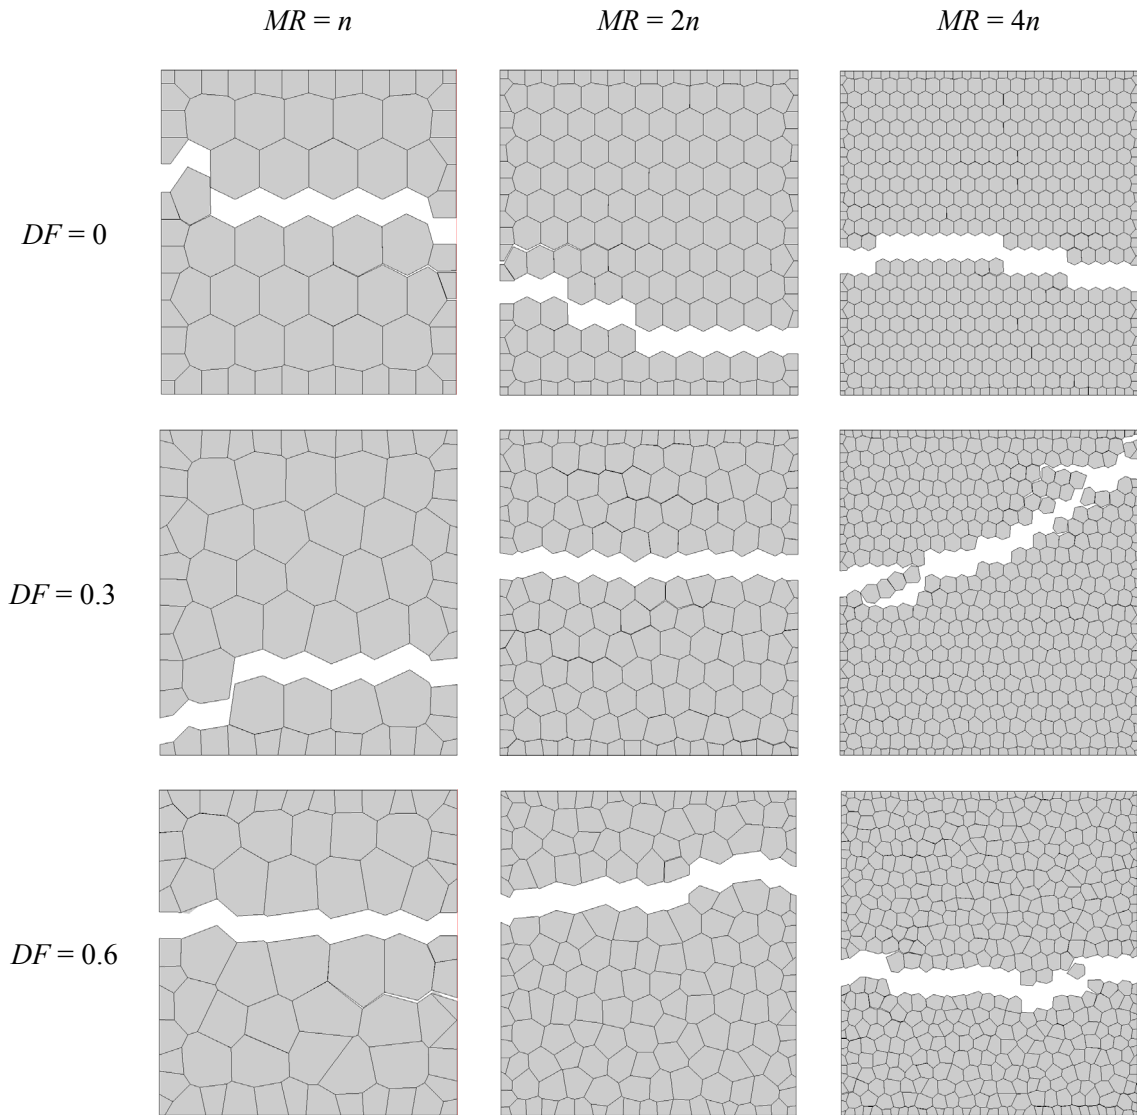 MR = n MR = 2n MR = 4n
DF = 0
DF = 0.3
DF = 0.6